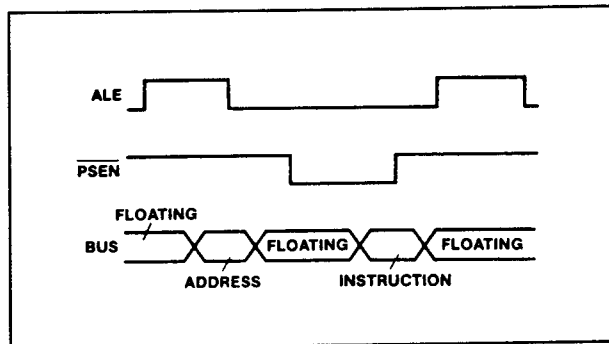 ALE
PSEN
FLOATING
BUS
FLOATING
FLOATING
ADDRESS
INSTRUCTION